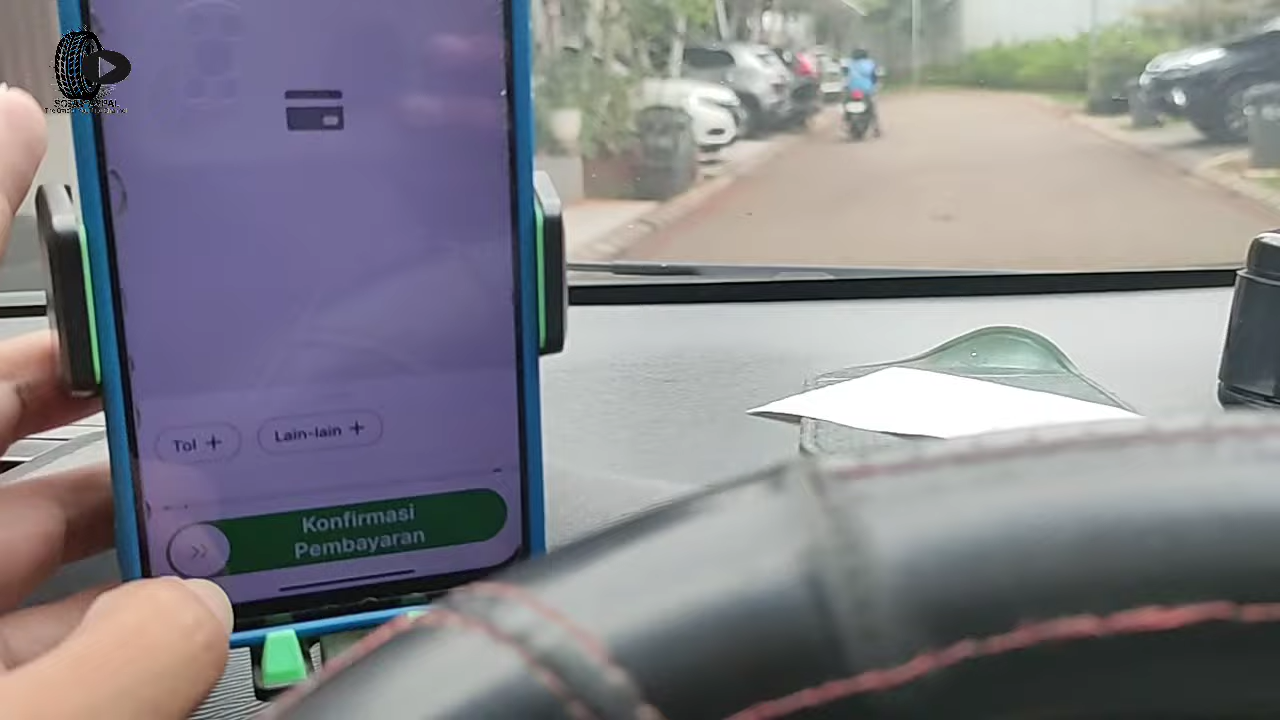 Tol +
Lain-lain +
Konfirmasi
Pembayaran